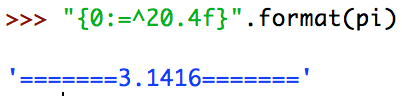 >>> "{0:=^20.4f}".format(pi)
'=======3.1416======='